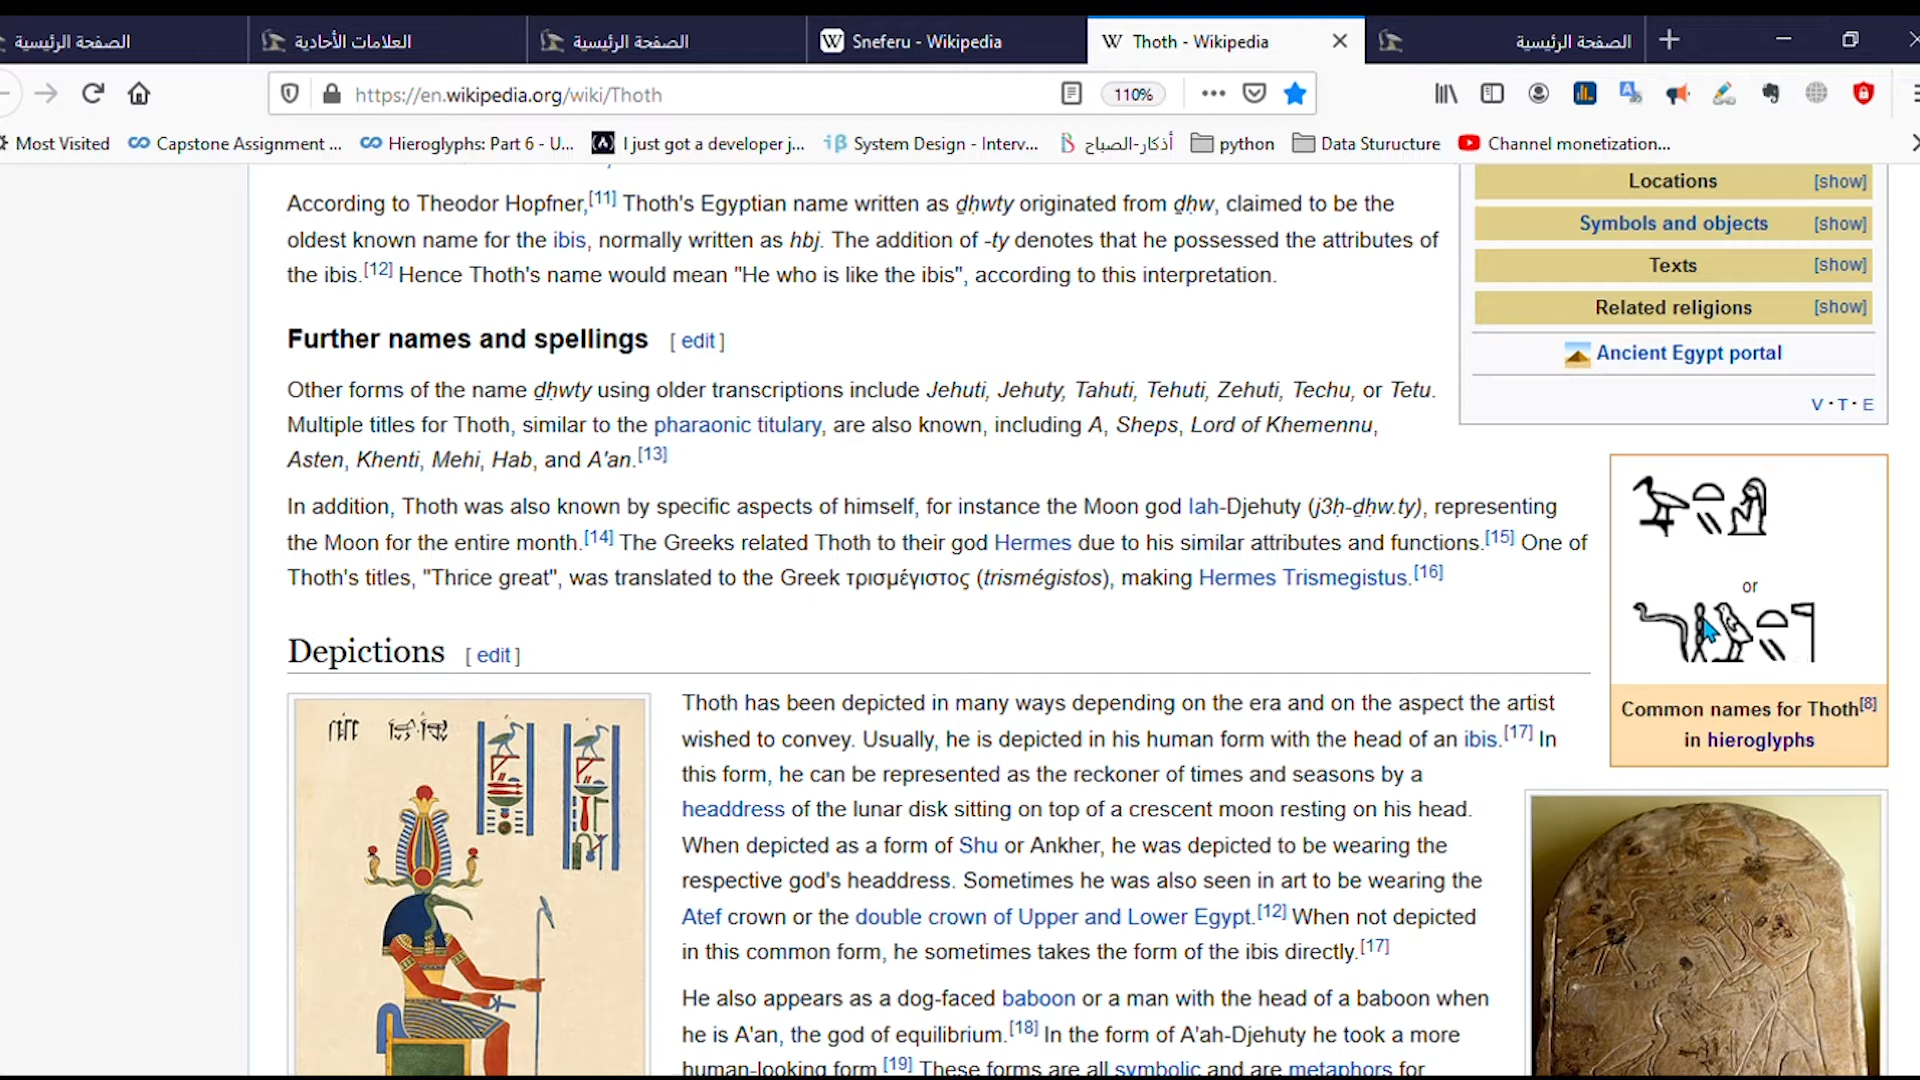 الصفحة الرئيسية
العلامات الأحادية
الصفحة الرئيسية
Sneferu - Wikipedia
Thoth - Wikipedia
الصفحة الرئيسية
https://en.wikipedia.org/wiki/Thoth
110%
Most Visited
Capstone Assignment ...
Hieroglyphs: Part 6 - U...
I just got a developer j...
System Design - Interv...
أذكار-الصباح
python
Data Sturucture
Channel monetization...
According to Theodor Hopfner,[11] Thoth's Egyptian name written as ḏḥwty originated from ḏḥw, claimed to be the
oldest known name for the ibis, normally written as hbj. The addition of -ty denotes that he possessed the attributes of
the ibis.[12] Hence Thoth's name would mean "He who is like the ibis", according to this interpretation.
Further names and spellings [ edit ]
Other forms of the name ḏḥwty using older transcriptions include Jehuti, Jehuty, Tahuti, Tehuti, Zehuti, Techu, or Tetu.
Multiple titles for Thoth, similar to the pharaonic titulary, are also known, including A, Sheps, Lord of Khemennu,
Asten, Khenti, Mehi, Hab, and A'an.[13]
In addition, Thoth was also known by specific aspects of himself, for instance the Moon god Iah-Djehuty (j3ḥ-ḏḥw.ty), representing
the Moon for the entire month.[14] The Greeks related Thoth to their god Hermes due to his similar attributes and functions.[15] One of
Thoth's titles, "Thrice great", was translated to the Greek τρισμέγιστος (trismégistos), making Hermes Trismegistus.[16]
Depictions [ edit ]
Thoth has been depicted in many ways depending on the era and on the aspect the artist
wished to convey. Usually, he is depicted in his human form with the head of an ibis.[17] In
this form, he can be represented as the reckoner of times and seasons by a
headdress of the lunar disk sitting on top of a crescent moon resting on his head.
When depicted as a form of Shu or Ankher, he was depicted to be wearing the
respective god's headdress. Sometimes he was also seen in art to be wearing the
Atef crown or the double crown of Upper and Lower Egypt.[12] When not depicted
in this common form, he sometimes takes the form of the ibis directly.[17]
He also appears as a dog-faced baboon or a man with the head of a baboon when
he is A'an, the god of equilibrium.[18] In the form of A'ah-Djehuty he took a more
human-looking form.[19] These forms are all symbolic and are metaphors for
Locations [show]
Symbols and objects [show]
Texts [show]
Related religions [show]
Ancient Egypt portal
V · T · E
or
Common names for Thoth[8]
in hieroglyphs